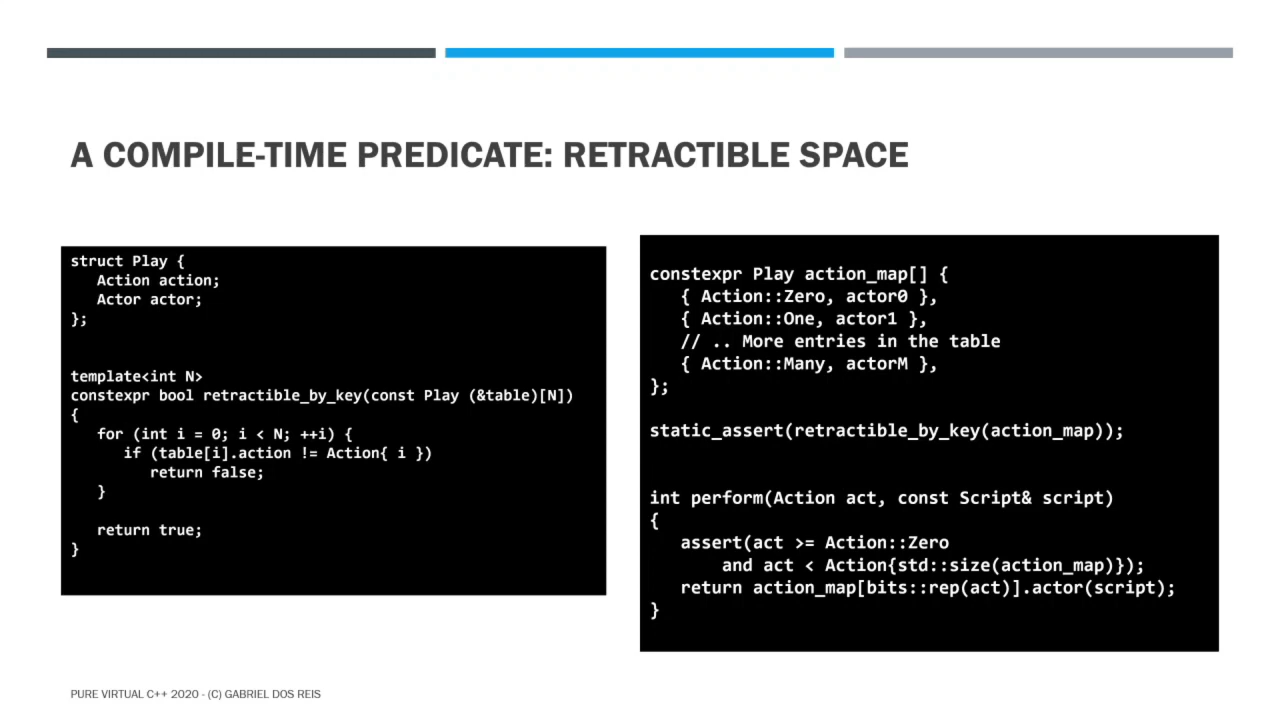 A COMPILE-TIME PREDICATE: RETRACTIBLE SPACE
struct Play {
   Action action;
   Actor actor;
};
template<int N>
constexpr bool retractible_by_key(const Play (&table)[N])
{
   for (int i = 0; i < N; ++i) {
      if (table[i].action != Action{ i })
         return false;
   }
   return true;
}
constexpr Play action_map[] {
   { Action::Zero, actor0 },
   { Action::One, actor1 },
   // .. More entries in the table
   { Action::Many, actorM },
};
static_assert(retractible_by_key(action_map));
int perform(Action act, const Script& script)
{
   assert(act >= Action::Zero
       and act < Action{std::size(action_map)});
   return action_map[bits::rep(act)].actor(script);
}
PURE VIRTUAL C++ 2020 - (C) GABRIEL DOS REIS